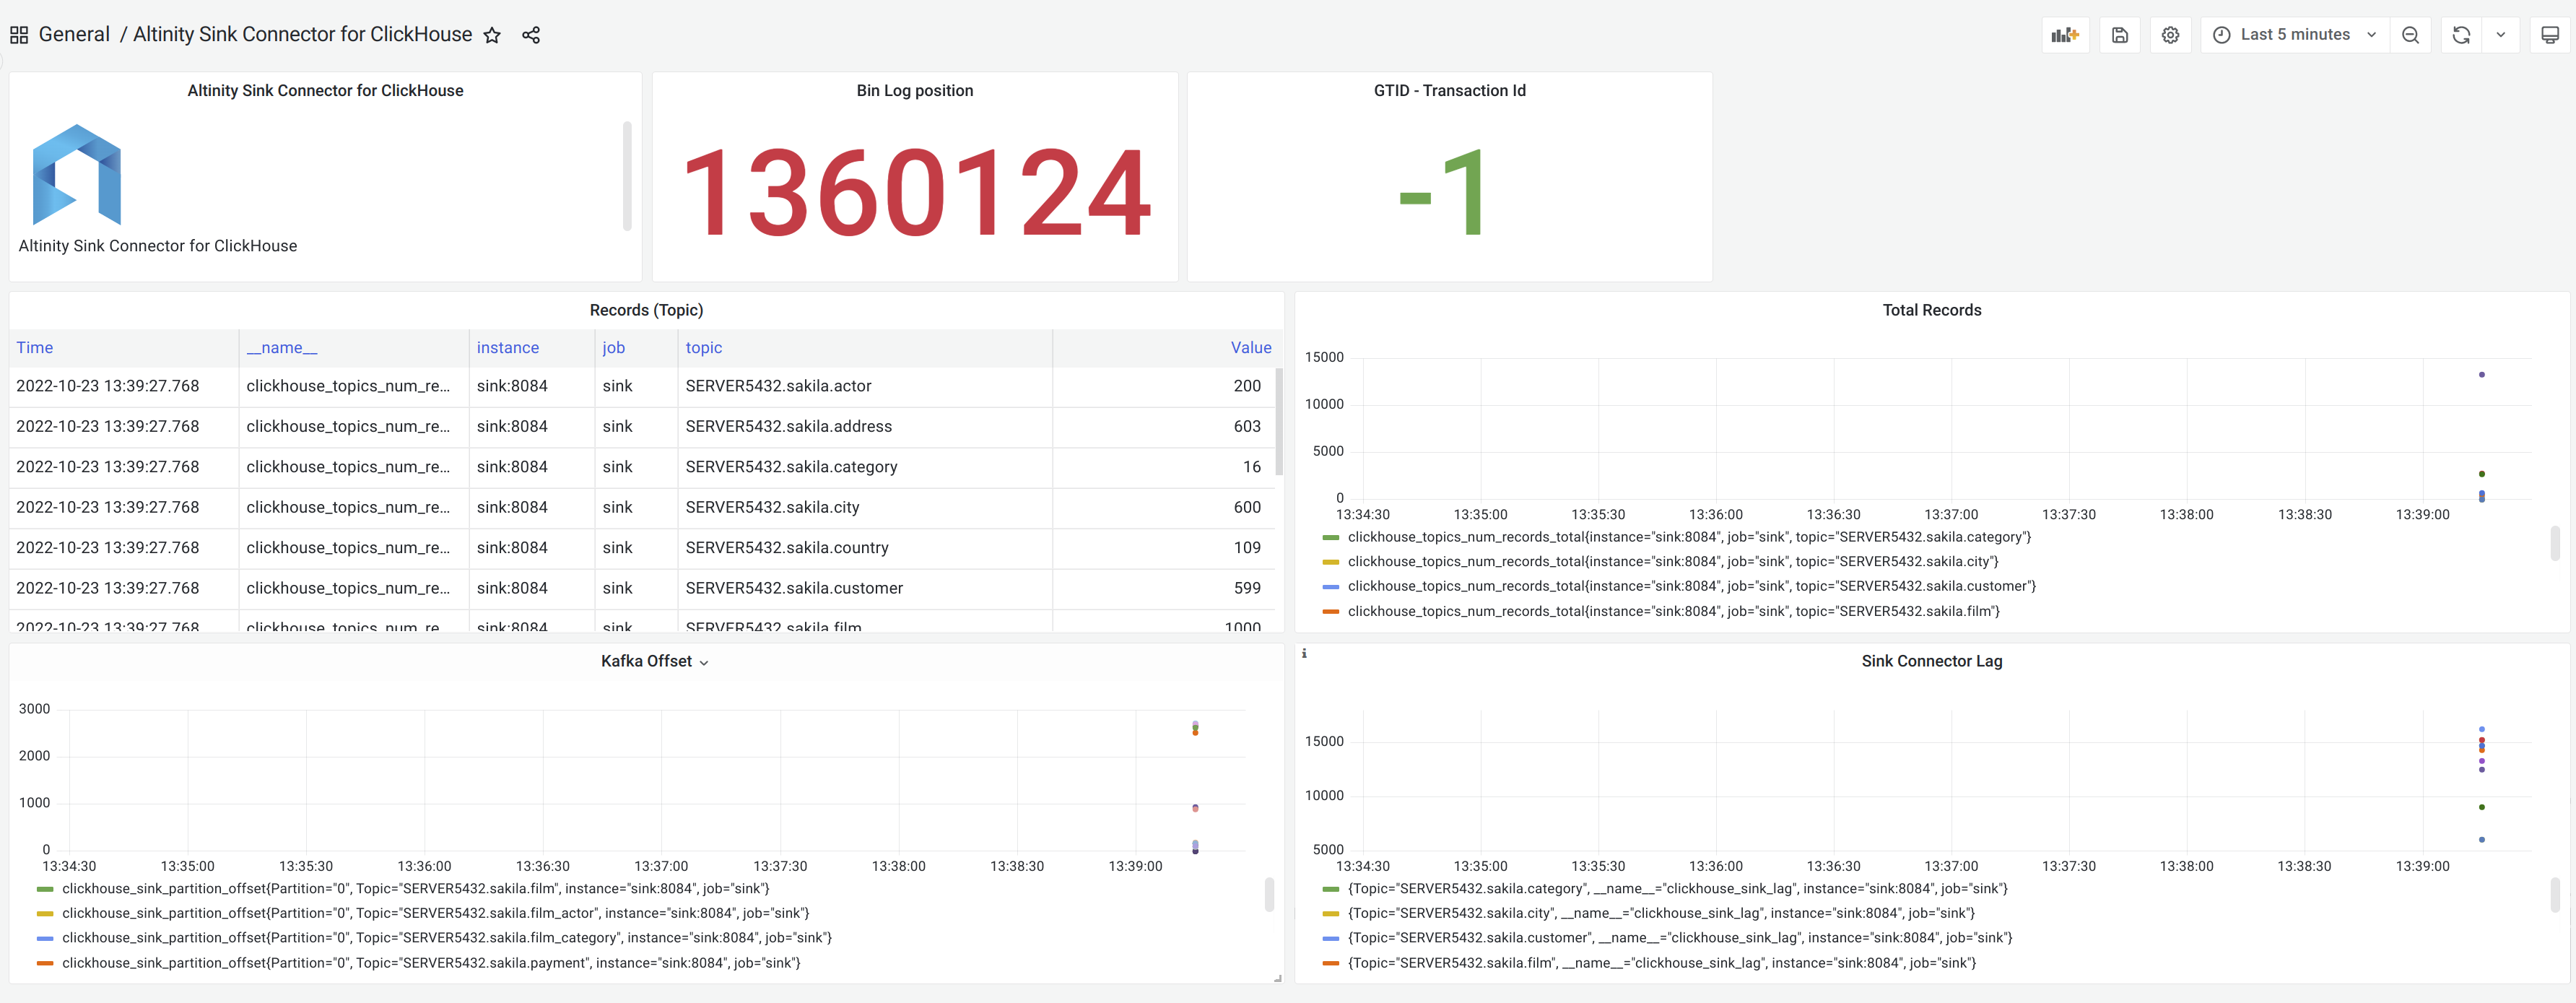 General / Altinity Sink Connector for ClickHouse
Last 5 minutes
Altinity Sink Connector for ClickHouse
Altinity Sink Connector for ClickHouse
Bin Log position
1360124
GTID - Transaction Id
-1
Records (Topic)
Time __name__ instance job topic Value
2022-10-23 13:39:27.768 clickhouse_topics_num_re... sink:8084 sink SERVER5432.sakila.actor 200
2022-10-23 13:39:27.768 clickhouse_topics_num_re... sink:8084 sink SERVER5432.sakila.address 603
2022-10-23 13:39:27.768 clickhouse_topics_num_re... sink:8084 sink SERVER5432.sakila.category 16
2022-10-23 13:39:27.768 clickhouse_topics_num_re... sink:8084 sink SERVER5432.sakila.city 600
2022-10-23 13:39:27.768 clickhouse_topics_num_re... sink:8084 sink SERVER5432.sakila.country 109
2022-10-23 13:39:27.768 clickhouse_topics_num_re... sink:8084 sink SERVER5432.sakila.customer 599
2022-10-23 13:39:27.768 clickhouse_topics_num_re sink:8084 sink SERVER5432.sakila.film 1000
Total Records
15000
10000
5000
0
13:34:30 13:35:00 13:35:30 13:36:00 13:36:30 13:37:00 13:37:30 13:38:00 13:38:30 13:39:00
clickhouse_topics_num_records_total{instance="sink:8084", job="sink", topic="SERVER5432.sakila.category"}
clickhouse_topics_num_records_total{instance="sink:8084", job="sink", topic="SERVER5432.sakila.city"}
clickhouse_topics_num_records_total{instance="sink:8084", job="sink", topic="SERVER5432.sakila.customer"}
clickhouse_topics_num_records_total{instance="sink:8084", job="sink", topic="SERVER5432.sakila.film"}
Kafka Offset
3000
2000
1000
0
13:34:30 13:35:00 13:35:30 13:36:00 13:36:30 13:37:00 13:37:30 13:38:00 13:38:30 13:39:00
clickhouse_sink_partition_offset{Partition="0", Topic="SERVER5432.sakila.film", instance="sink:8084", job="sink"}
clickhouse_sink_partition_offset{Partition="0", Topic="SERVER5432.sakila.film_actor", instance="sink:8084", job="sink"}
clickhouse_sink_partition_offset{Partition="0", Topic="SERVER5432.sakila.film_category", instance="sink:8084", job="sink"}
clickhouse_sink_partition_offset{Partition="0", Topic="SERVER5432.sakila.payment", instance="sink:8084", job="sink"}
i
Sink Connector Lag
15000
10000
5000
13:34:30 13:35:00 13:35:30 13:36:00 13:36:30 13:37:00 13:37:30 13:38:00 13:38:30 13:39:00
{Topic="SERVER5432.sakila.category", __name__="clickhouse_sink_lag", instance="sink:8084", job="sink"}
{Topic="SERVER5432.sakila.city", __name__="clickhouse_sink_lag", instance="sink:8084", job="sink"}
{Topic="SERVER5432.sakila.customer", __name__="clickhouse_sink_lag", instance="sink:8084", job="sink"}
{Topic="SERVER5432.sakila.film", __name__="clickhouse_sink_lag", instance="sink:8084", job="sink"}